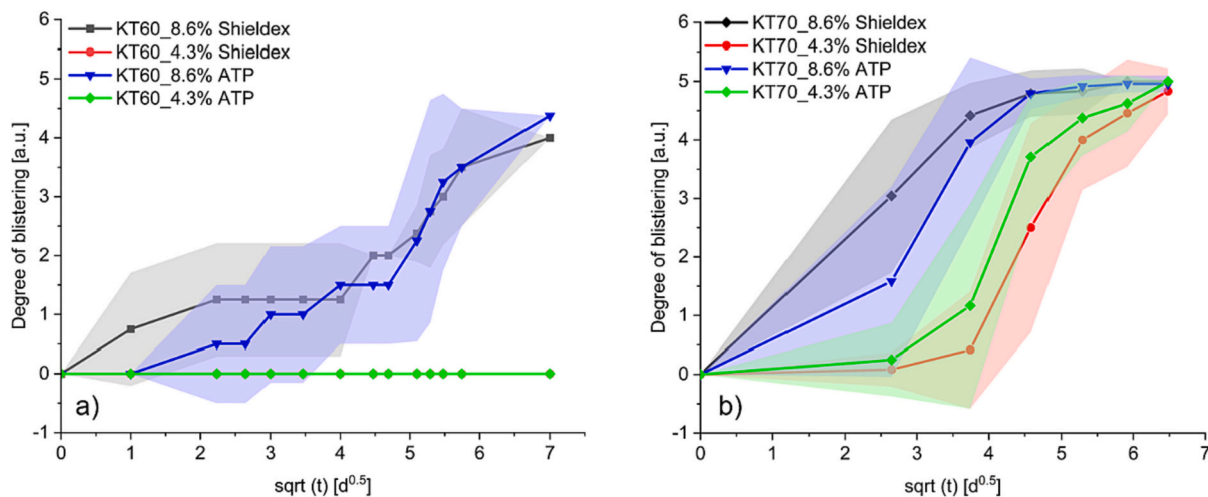 KT60_8.6% Shieldex
KT60_4.3% Shieldex
KT60_8.6% ATP
KT60_4.3% ATP
Degree of blistering [a.u.]
6
5
4
3
2
1
0
-1
a)
0 1 2 3 4 5 6 7
sqrt (t) [d^0.5]
KT70_8.6% Shieldex
KT70_4.3% Shieldex
KT70_8.6% ATP
KT70_4.3% ATP
Degree of blistiering [a.u.]
6
5
4
3
2
1
0
-1
b)
0 1 2 3 4 5 6 7
sqrt (t) [d^0.5]